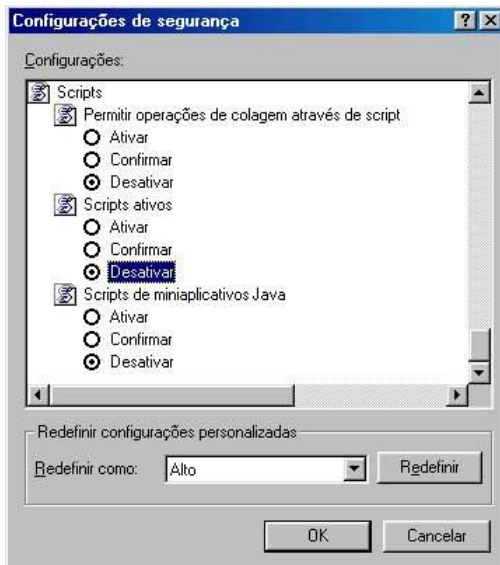 Configurações de segurança
Configurações:
Scripts
Permitir operações de colagem através de script
Ativar
Confirmar
Desativar
Scripts ativos
Ativar
Confirmar
Desativar
Scripts de miniaplicativos Java
Ativar
Confirmar
Desativar
Redefinir configurações personalizadas
Redefinir como: Alto Redefinir
OK Cancelar